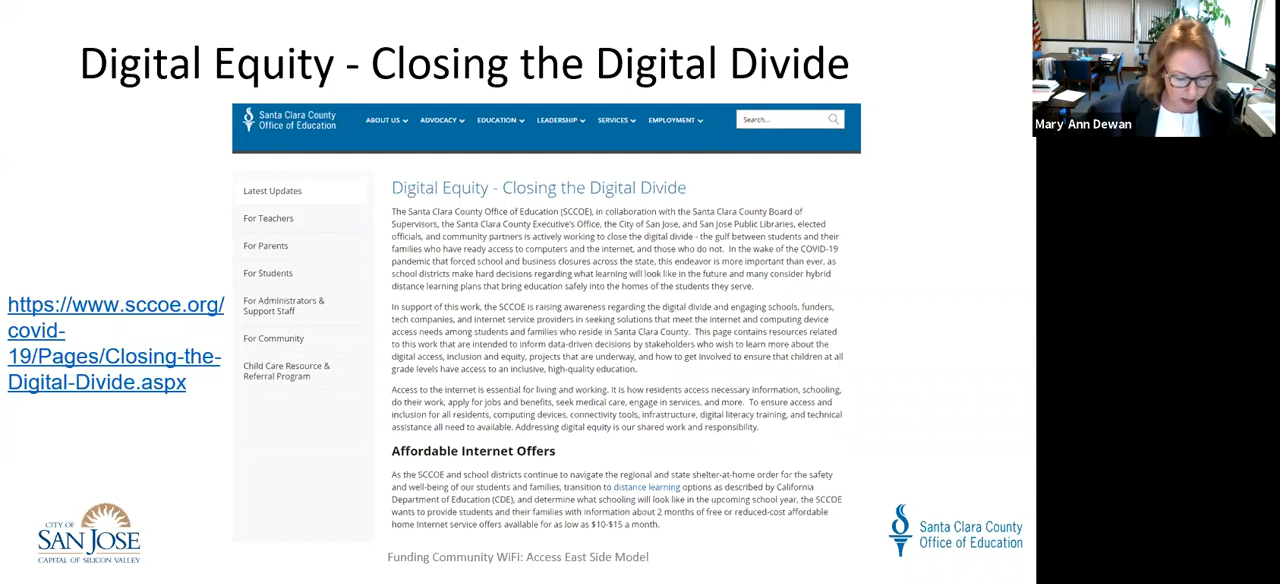 Digital Equity - Closing the Digital Divide
Mary Ann Dewan
Santa Clara County
Office of Education
ABOUT US
ADVOCACY
EDUCATION
LEADERSHIP
SERVICES
EMPLOYMENT
Search...
Latest Updates
For Teachers
For Parents
For Students
For Administrators &
Support Staff
For Community
Child Care Resource &
Referral Program
https://www.sccoe.org/
covid-
19/Pages/Closing-the-
Digital-Divide.aspx
Digital Equity - Closing the Digital Divide
The Santa Clara County Office of Education (SCCOE), in collaboration with the Santa Clara County Board of
Supervisors, the Santa Clara County Executive's Office, the City of San Jose, and San Jose Public Libraries, elected
officials, and community partners is actively working to close the digital divide - the gulf between students and their
families who have ready access to computers and the internet, and those who do not. In the wake of the COVID-19
pandemic that forced school and business closures across the state, this endeavor is more important than ever, as
school districts make hard decisions regarding what learning will look like in the future and many consider hybrid
distance learning plans that bring education safely into the homes of the students they serve.
In support of this work, the SCCOE is raising awareness regarding the digital divide and engaging schools, funders,
tech companies, and internet service providers in seeking solutions that meet the internet and computing device
access needs among students and families who reside in Santa Clara County. This page contains resources related
to this work that are intended to inform data-driven decisions by stakeholders who wish to learn more about the
digital access, inclusion and equity, projects that are underway, and how to get involved to ensure that children at all
grade levels have access to an inclusive, high-quality education.
Access to the internet is essential for living and working. It is how residents access necessary information, schooling,
do their work, apply for jobs and benefits, seek medical care, engage in services, and more. To ensure access and
inclusion for all residents, computing devices, connectivity tools, infrastructure, digital literacy training, and technical
assistance all need to available. Addressing digital equity is our shared work and responsibility.
Affordable Internet Offers
As the SCCOE and school districts continue to navigate the regional and state shelter-at-home order for the safety
and well-being of our students and families, transition to distance learning options as described by California
Department of Education (CDE), and determine what schooling will look like in the upcoming school year, the SCCOE
wants to provide students and their families with information about 2 months of free or reduced-cost affordable
home Internet service offers available for as low as $10-$15 a month.
CITY OF
SAN JOSE
CAPITAL OF SILICON VALLEY
Funding Community WiFi: Access East Side Model
Santa Clara County
Office of Education